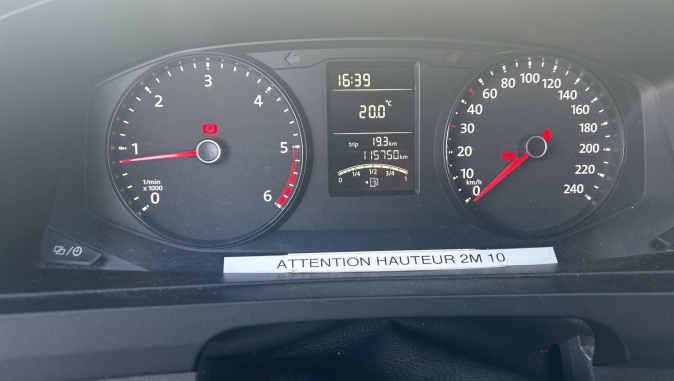 16:39
20.0°C
trip 19.3km
115750km
0 1/4 1/2 3/4 1
0 1 2 3 4 5 6
1/min
x 1000
0 10 20 30 40 60 80 100 120 140 160 180 200 220 240
km/h
ATTENTION HAUTEUR 2M 10